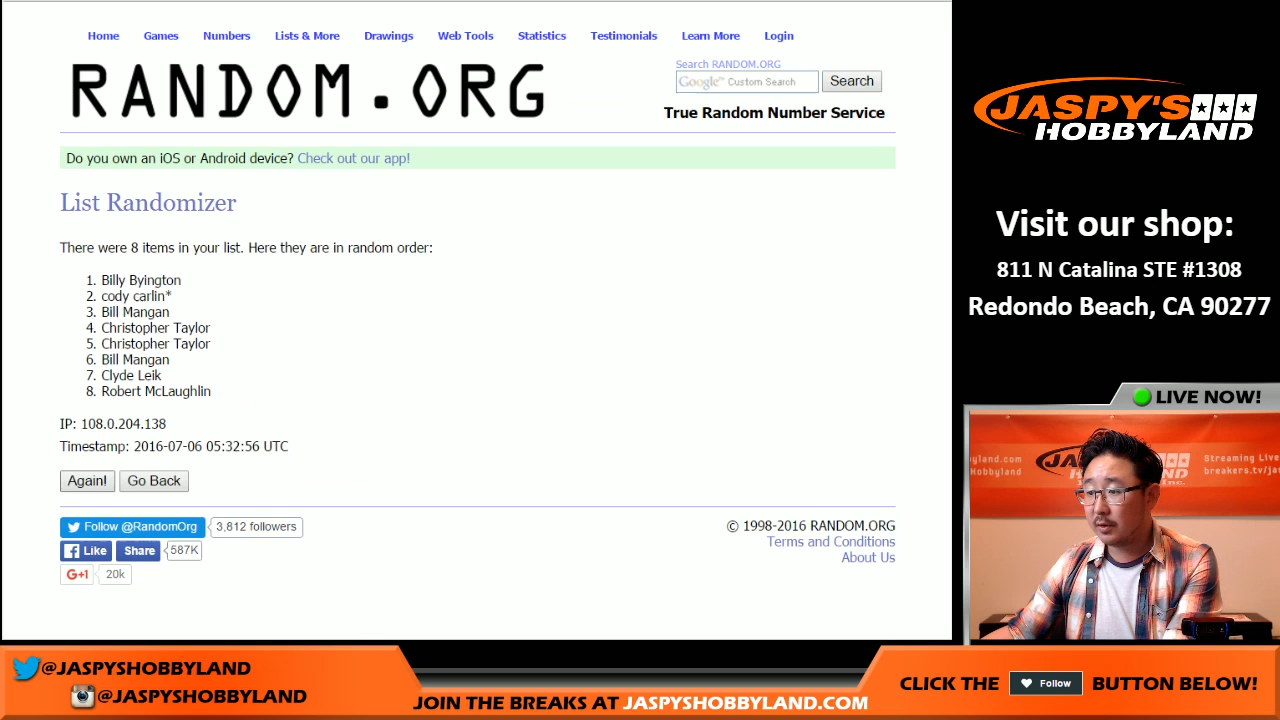 Home Games Numbers Lists & More Drawings Web Tools Statistics Testimonials Learn More Login
RANDOM.ORG
Search RANDOM.ORG
Google™ Custom Search
Search
True Random Number Service
Do you own an iOS or Android device? Check out our app!
List Randomizer
There were 8 items in your list. Here they are in random order:
1. Billy Byington
2. cody carlin*
3. Bill Mangan
4. Christopher Taylor
5. Christopher Taylor
6. Bill Mangan
7. Clyde Leik
8. Robert McLaughlin
IP: 108.0.204.138
Timestamp: 2016-07-06 05:32:56 UTC
Again! Go Back
Follow @RandomOrg 3,812 followers
Like Share 587K
G+1 20k
© 1998-2016 RANDOM.ORG
Terms and Conditions
About Us
JASPY'S
HOBBYLAND
Visit our shop:
811 N Catalina STE #1308
Redondo Beach, CA 90277
LIVE NOW!
Streaming Live
breakers.tv/ja
@JASPYSHOBBYLAND
@JASPYSHOBBYLAND
JOIN THE BREAKS AT JASPYSHOBBYLAND.COM
CLICK THE Follow BUTTON BELOW!